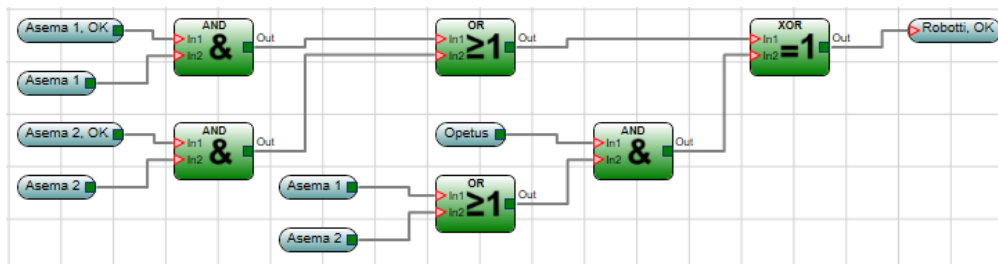 Asema 1, OK
AND
In1
In2
&
Out
Asema 1
OR
In1
In2
≥1
Out
XOR
In1
In2
=1
Out
Robotti, OK
Asema 2, OK
AND
In1
In2
&
Out
Asema 2
Opetus
AND
In1
In2
&
Out
Asema 1
OR
In1
In2
≥1
Out
Asema 2